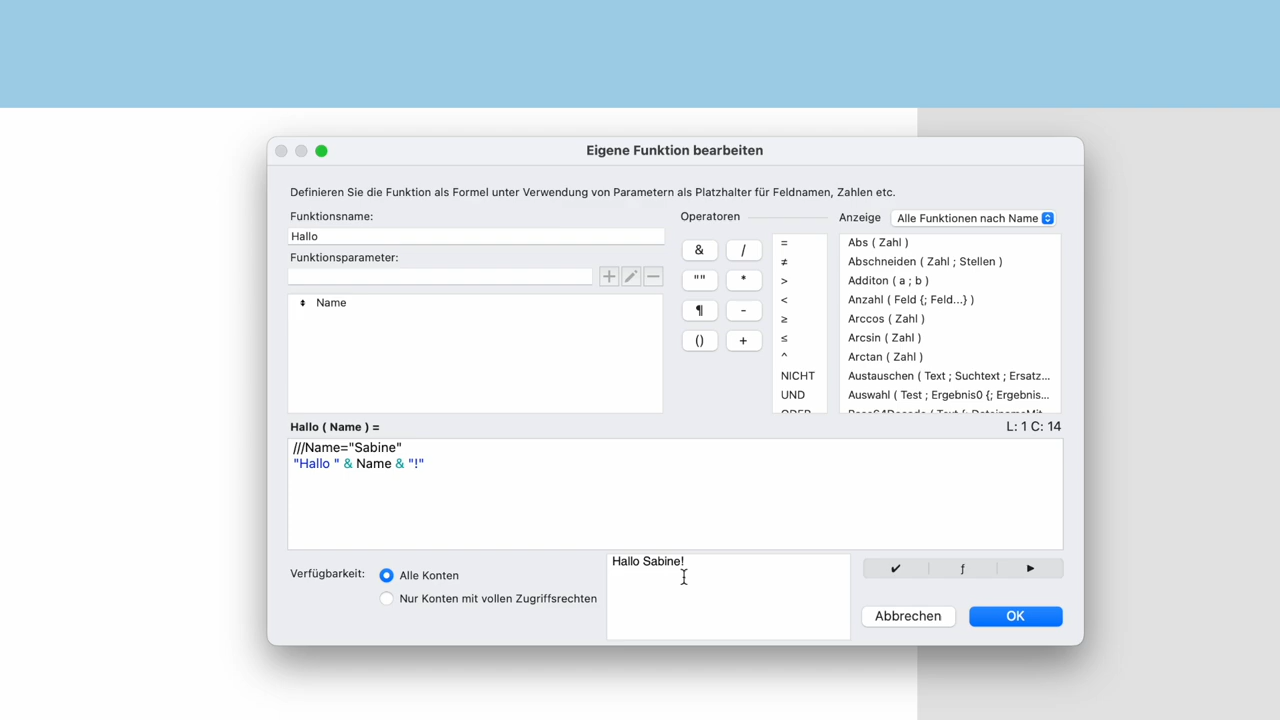 Eigene Funktion bearbeiten
Definieren Sie die Funktion als Formel unter Verwendung von Parametern als Platzhalter für Feldnamen, Zahlen etc.
Funktionsname:
Hallo
Funktionsparameter:
Name
Operatoren
& /
"" *
¶ -
() +
=
≠
>
<
≥
≤
^
NICHT
UND
Anzeige Alle Funktionen nach Name
Abs ( Zahl )
Abschneiden ( Zahl ; Stellen )
Additon ( a ; b )
Anzahl ( Feld {; Feld...} )
Arccos ( Zahl )
Arcsin ( Zahl )
Arctan ( Zahl )
Austauschen ( Text ; Suchtext ; Ersatz...
Auswahl ( Test ; Ergebnis0 {; Ergebnis...
Hallo ( Name ) =
L: 1 C: 14
///Name="Sabine"
"Hallo " & Name & "!"
Verfügbarkeit:
Alle Konten
Nur Konten mit vollen Zugriffsrechten
Hallo Sabine!
✔ ƒ ▶
Abbrechen
OK